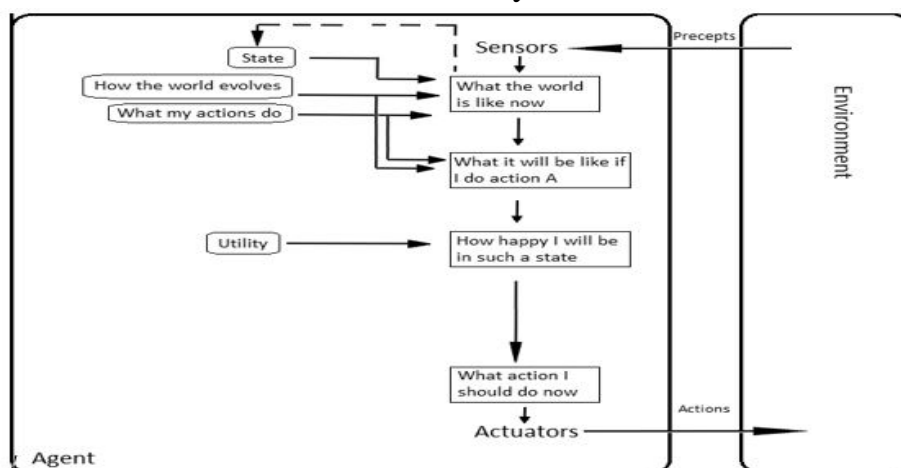 Sensors
Precepts
State
How the world evolves
What my actions do
What the world
is like now
What it will be like if
I do action A
Utility
How happy I will be
in such a state
What action I
should do now
Actuators
Actions
Agent
Environment